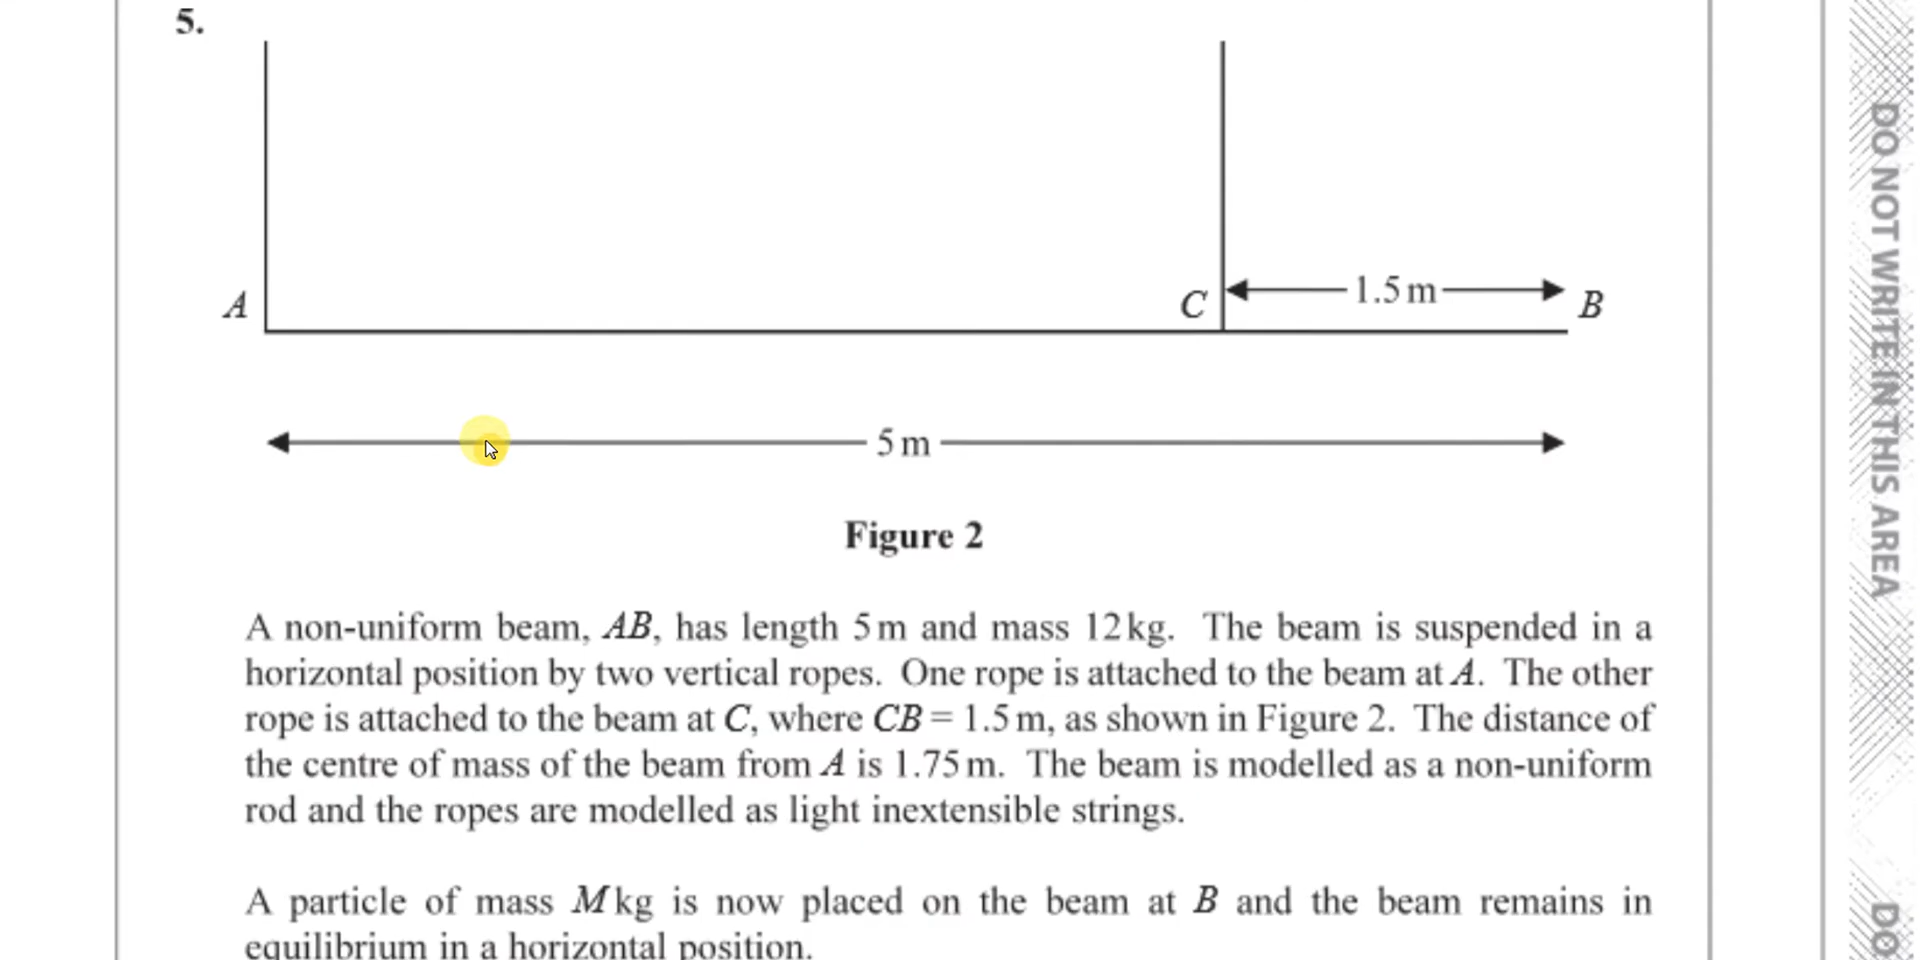 5.
A
C
1.5 m
B
5 m
Figure 2
A non-uniform beam, AB, has length 5 m and mass 12 kg. The beam is suspended in a
horizontal position by two vertical ropes. One rope is attached to the beam at A. The other
rope is attached to the beam at C, where CB = 1.5 m, as shown in Figure 2. The distance of
the centre of mass of the beam from A is 1.75 m. The beam is modelled as a non-uniform
rod and the ropes are modelled as light inextensible strings.
A particle of mass M kg is now placed on the beam at B and the beam remains in
equilibrium in a horizontal position.
DO NOT WRITE IN THIS AREA
DO